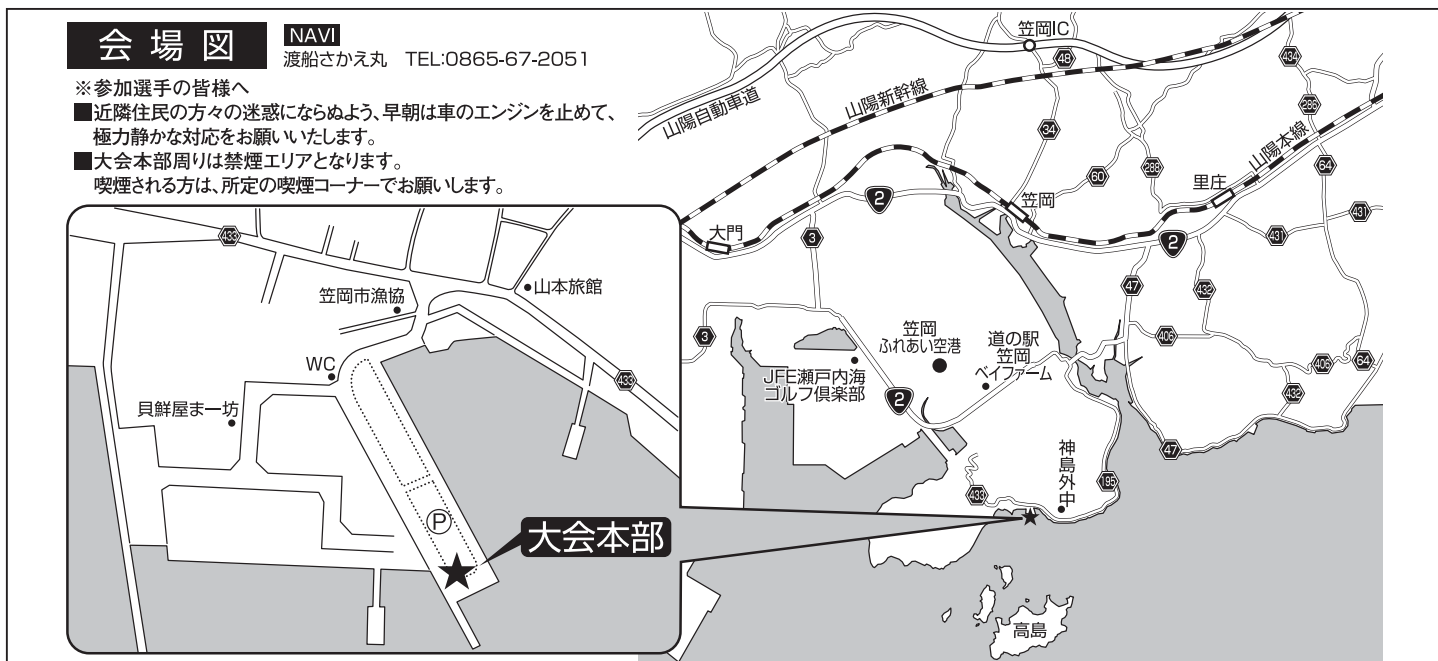 会場図
NAVI
渡船さかえ丸 TEL:0865-67-2051
※参加選手の皆様へ
■近隣住民の方々の迷惑にならぬよう、早朝は車のエンジンを止めて、
極力静かな対応をお願いいたします。
■大会本部周りは禁煙エリアとなります。
喫煙される方は、所定の喫煙コーナーでお願いします。
433
笠岡市漁協
山本旅館
WC
貝鮮屋まー坊
433
P
大会本部
笠岡IC
48
434
山陽自動車道
山陽新幹線
285
34
山陽本線
60
288
64
里庄
2
笠岡
431
431
大門
3
2
47
432
3
笠岡
ふれあい空港
道の駅
笠岡
ベイファーム
406
406
64
JFE瀬戸内海
ゴルフ倶楽部
2
432
47
神島外中
195
433
高島